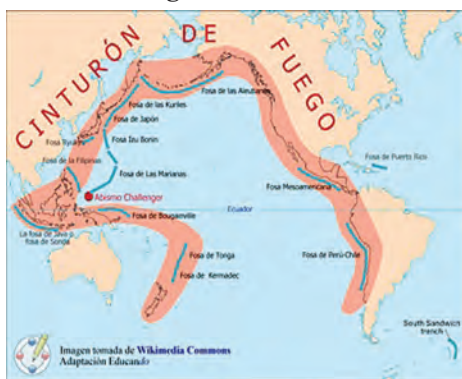 CINTURÓN DE FUEGO
Fosa de las Aleutianas
Fosa de las Kuriles
Fosa de Japón
Fosa Izu Bonin
Fosa Ryukyu
Fosa de la Filipinas
Fosa de Las Marianas
Abismo Challenger
Fosa de Bougainville
La fosa de Java o
fosa de Sonda
Ecuador
Fosa de Puerto Rico
Fosa Mesoamericana
Fosa de Perú-Chile
Fosa de Tonga
Fosa de Kermadec
South Sandwich
trench
Imagen tomada de Wikimedia Commons
Adaptación Educando